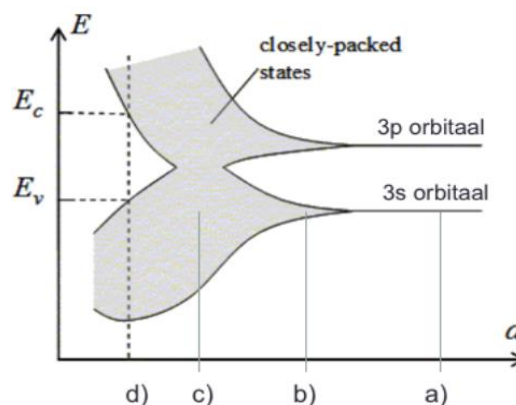 E
closely-packed
states
E_c
3p orbitaal
E_v
3s orbitaal
d)
c)
b)
a)